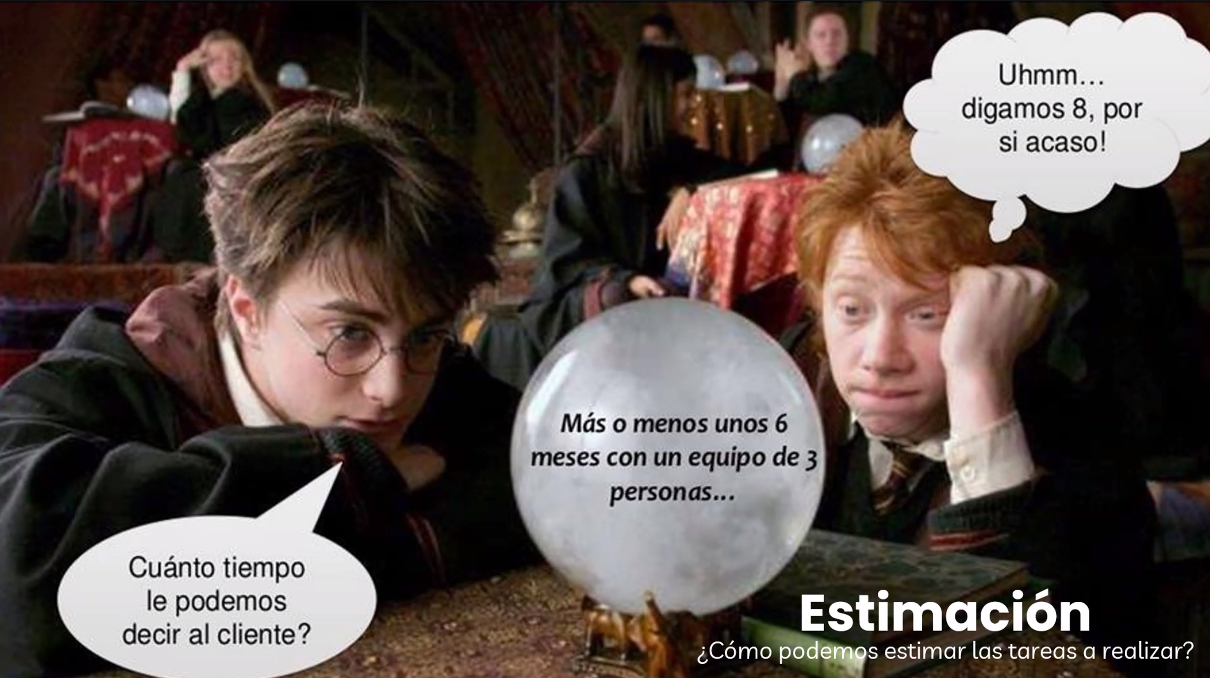 Uhmm...
digamos 8, por
si acaso!
Más o menos unos 6
meses con un equipo de 3
personas...
Cuánto tiempo
le podemos
decir al cliente?
Estimación
¿Cómo podemos estimar las tareas a realizar?